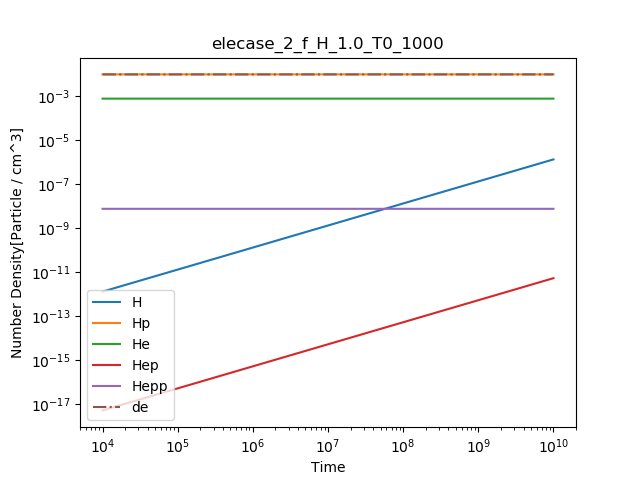 elecase_2_f_H_1.0_T0_1000
Number Density[Particle / cm^3]
10^-3
10^-5
10^-7
10^-9
10^-11
10^-13
10^-15
10^-17
H
Hp
He
Hep
Hepp
de
10^4 10^5 10^6 10^7 10^8 10^9 10^10
Time